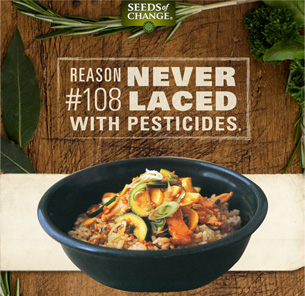 SEEDS of
CHANGE®
REASON NEVER
#108 LACED
WITH PESTICIDES.